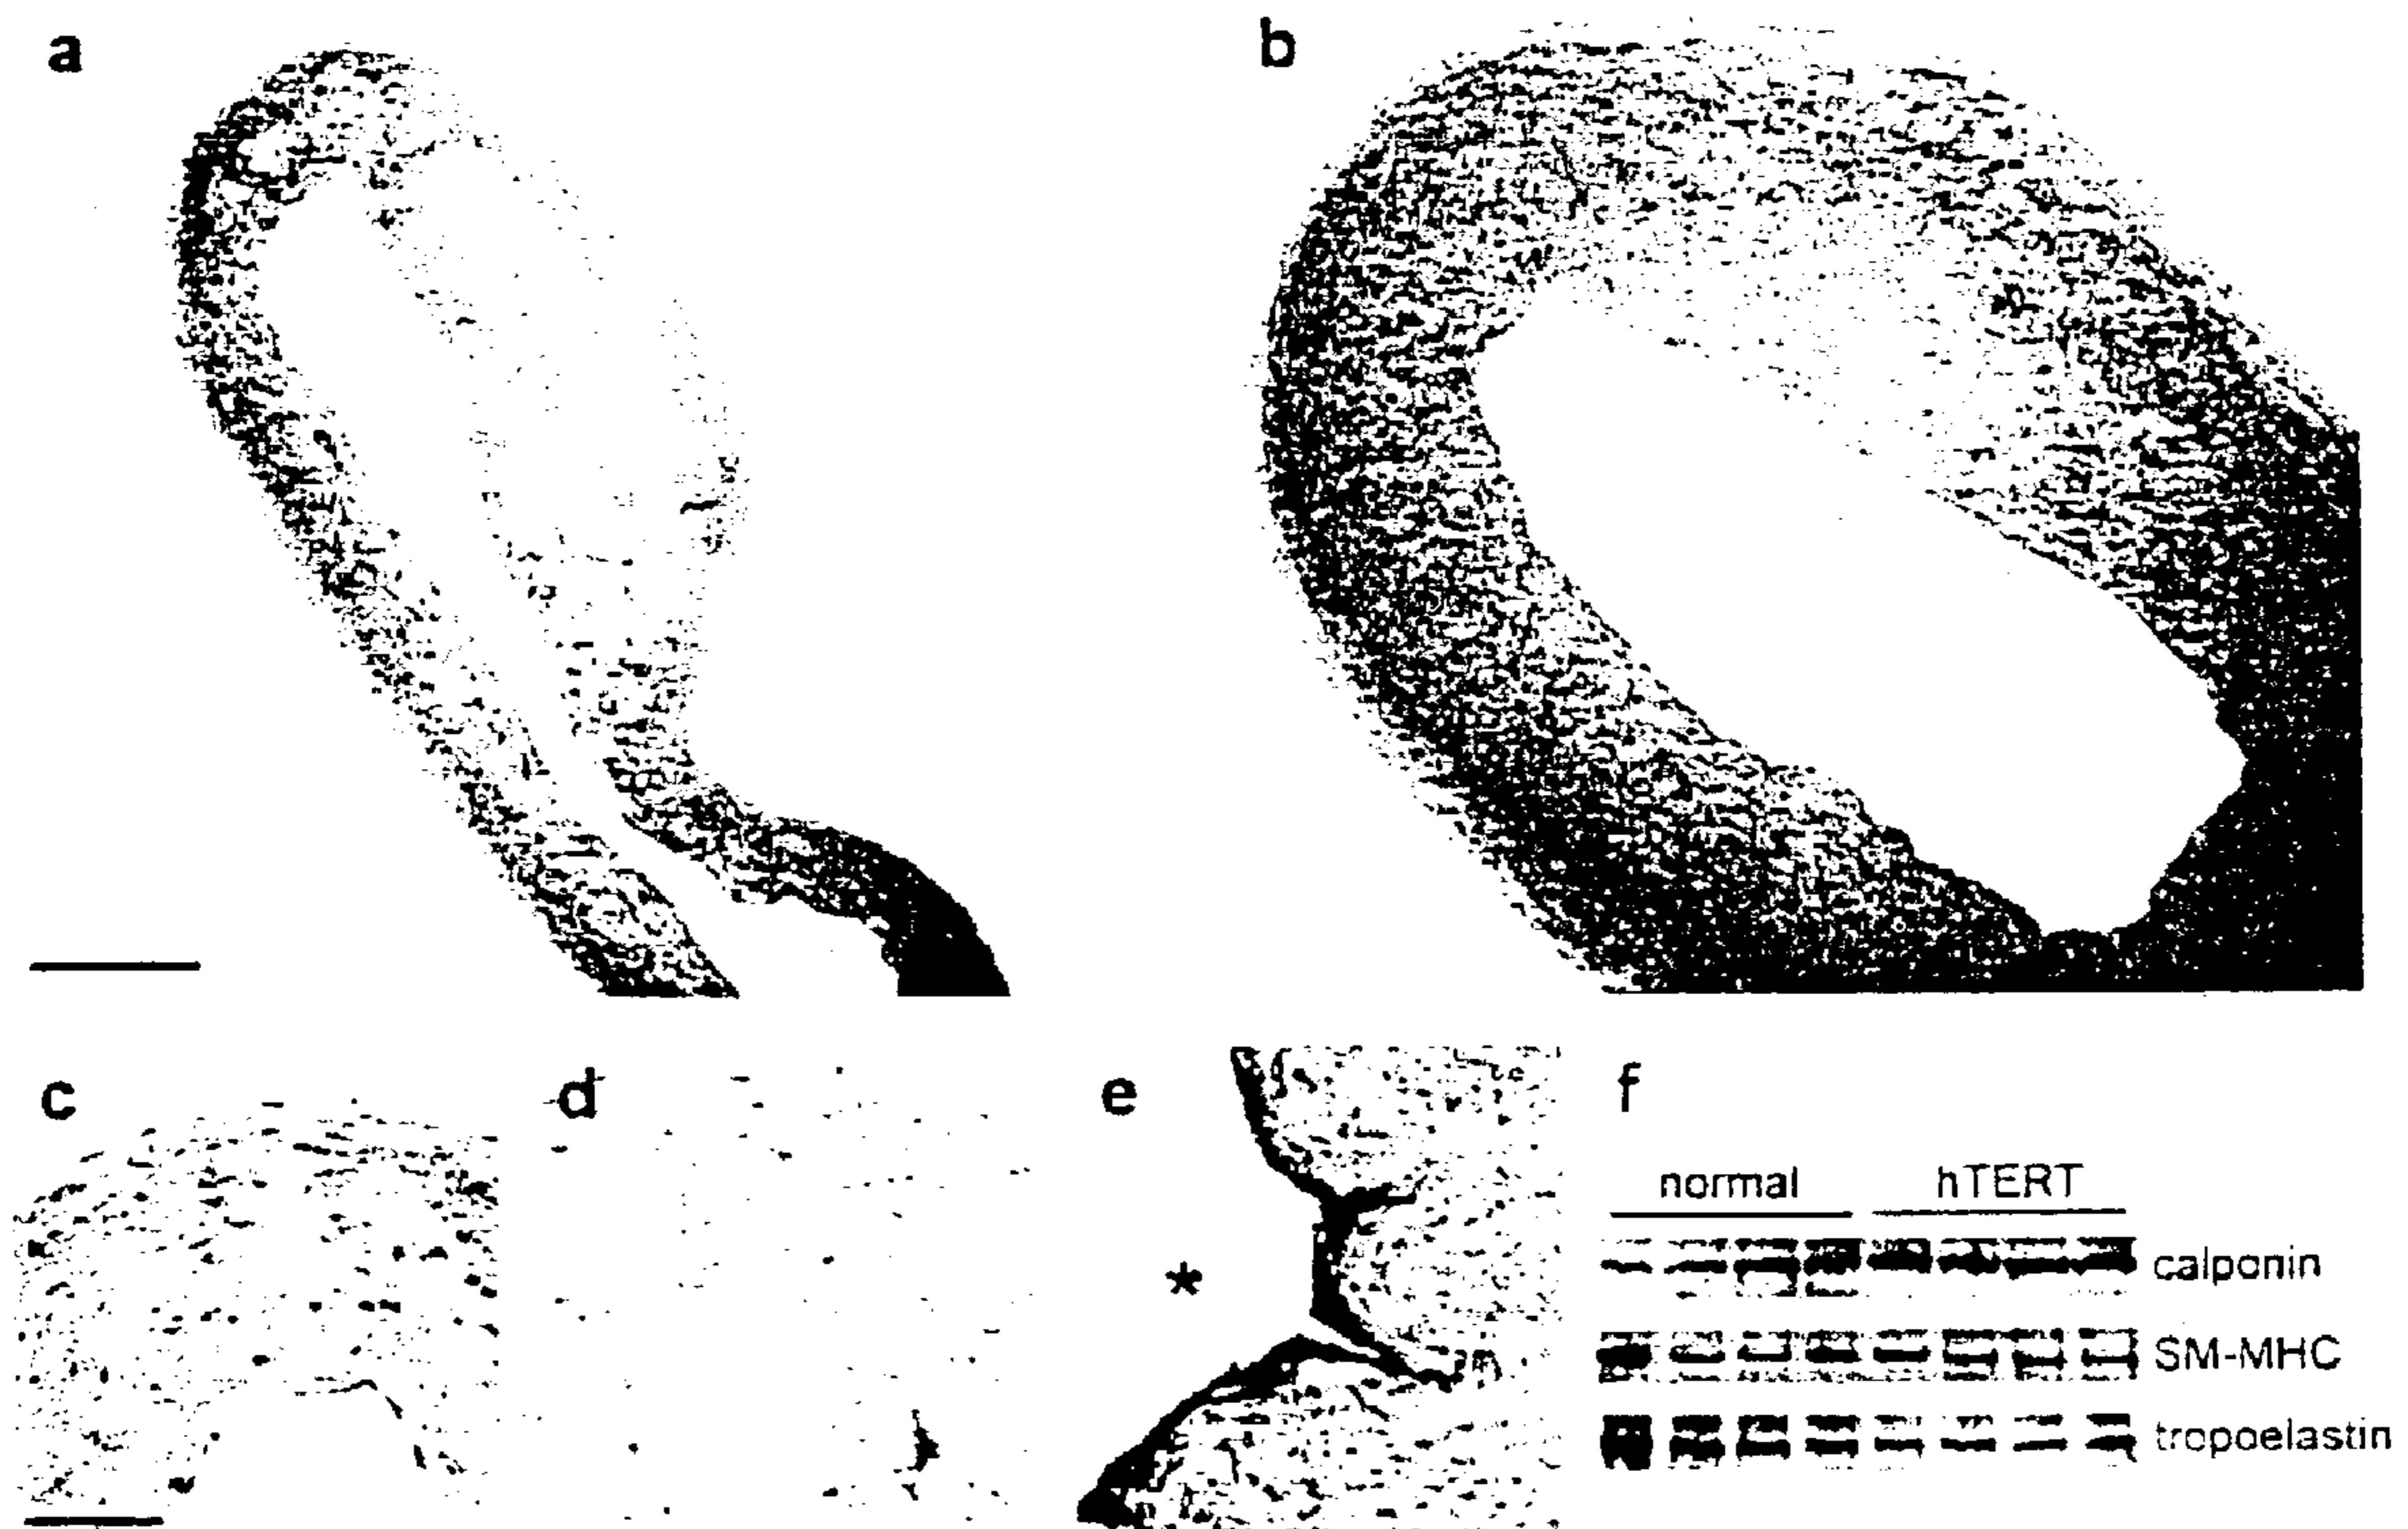 a
b
c
d
e
*
f
normal hTERT
calponin
SM-MHC
tropoelastin